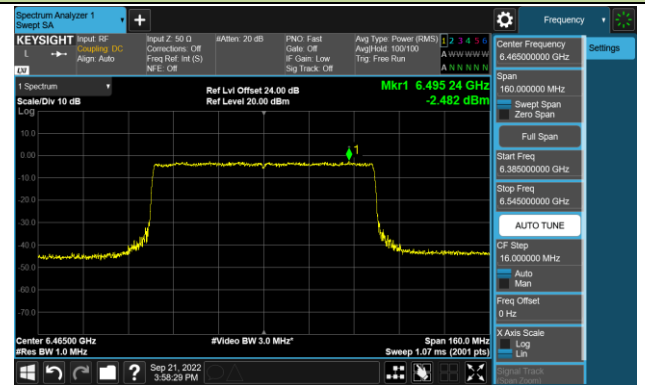 Spectrum Analyzer 1
Swept SA
Frequency
KEYSIGHT
L
LXI
Input: RF
Coupling: DC
Align: Auto
Input Z: 50 Ω
Corrections: Off
Freq Ref: Int (S)
NFE: Off
#Atten: 20 dB
PNO: Fast
Gate: Off
IF Gain: Low
Sig Track: Off
Avg Type: Power (RMS)
Avg|Hold: 100/100
Trig: Free Run
1 2 3 4 5 6
A W W W W W
A N N N N N
1 Spectrum
Scale/Div 10 dB
Ref Lvl Offset 24.00 dB
Ref Level 20.00 dBm
Mkr1 6.495 24 GHz
-2.482 dBm
Log
10.0
0.00
-10.0
-20.0
-30.0
-40.0
-50.0
-60.0
-70.0
1
Center 6.46500 GHz
#Video BW 3.0 MHz*
Span 160.0 MHz
#Res BW 1.0 MHz
Sweep 1.07 ms (2001 pts)
?
Sep 21, 2022
3:58:29 PM
Center Frequency
6.465000000 GHz
Settings
Span
160.000000 MHz
Swept Span
Zero Span
Full Span
Start Freq
6.385000000 GHz
Stop Freq
6.545000000 GHz
AUTO TUNE
CF Step
16.000000 MHz
Auto
Man
Freq Offset
0 Hz
X Axis Scale
Log
Lin
Signal Track
(Span Zoom)